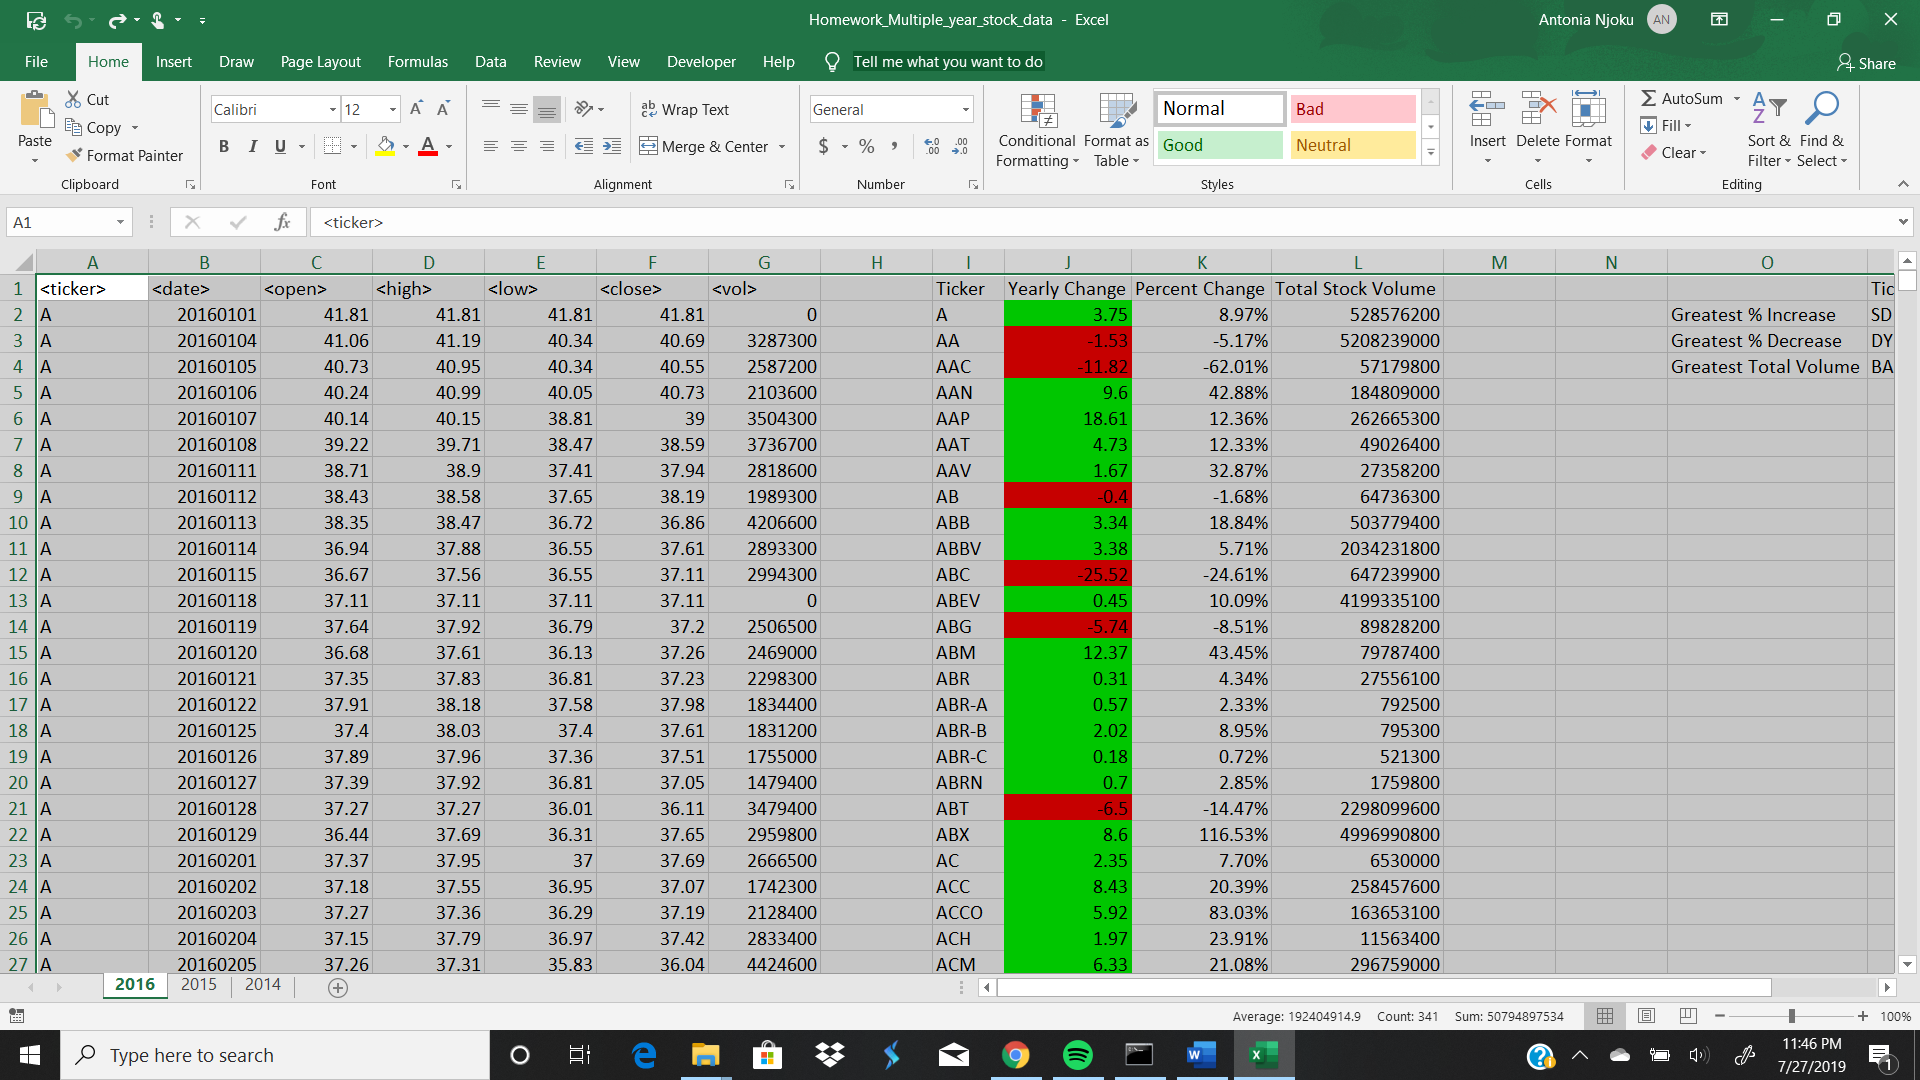 Homework_Multiple_year_stock_data - Excel
Antonia Njoku AN
File Home Insert Draw Page Layout Formulas Data Review View Developer Help Tell me what you want to do Share
Paste Cut Copy Format Painter Clipboard
Calibri 12 B I U Font
Wrap Text Merge & Center Alignment
General $ % Number
Conditional Formatting Format as Table Normal Bad Good Neutral Styles
Insert Delete Format Cells
AutoSum Fill Clear Sort & Filter Find & Select Editing
A1 fx <ticker>
A B C D E F G H I J K L M N O
1 <ticker> <date> <open> <high> <low> <close> <vol> Ticker Yearly Change Percent Change Total Stock Volume Tic
2 A 20160101 41.81 41.81 41.81 41.81 0 A 3.75 8.97% 528576200 Greatest % Increase SD
3 A 20160104 41.06 41.19 40.34 40.69 3287300 AA -1.53 -5.17% 5208239000 Greatest % Decrease DY
4 A 20160105 40.73 40.95 40.34 40.55 2587200 AAC -11.82 -62.01% 57179800 Greatest Total Volume BA
5 A 20160106 40.24 40.99 40.05 40.73 2103600 AAN 9.6 42.88% 184809000
6 A 20160107 40.14 40.15 38.81 39 3504300 AAP 18.61 12.36% 262665300
7 A 20160108 39.22 39.71 38.47 38.59 3736700 AAT 4.73 12.33% 49026400
8 A 20160111 38.71 38.9 37.41 37.94 2818600 AAV 1.67 32.87% 27358200
9 A 20160112 38.43 38.58 37.65 38.19 1989300 AB -0.4 -1.68% 64736300
10 A 20160113 38.35 38.47 36.72 36.86 4206600 ABB 3.34 18.84% 503779400
11 A 20160114 36.94 37.88 36.55 37.61 2893300 ABBV 3.38 5.71% 2034231800
12 A 20160115 36.67 37.56 36.55 37.11 2994300 ABC -25.52 -24.61% 647239900
13 A 20160118 37.11 37.11 37.11 37.11 0 ABEV 0.45 10.09% 4199335100
14 A 20160119 37.64 37.92 36.79 37.2 2506500 ABG -5.74 -8.51% 89828200
15 A 20160120 36.68 37.61 36.13 37.26 2469000 ABM 12.37 43.45% 79787400
16 A 20160121 37.35 37.83 36.81 37.23 2298300 ABR 0.31 4.34% 27556100
17 A 20160122 37.91 38.18 37.58 37.98 1834400 ABR-A 0.57 2.33% 792500
18 A 20160125 37.4 38.03 37.4 37.61 1831200 ABR-B 2.02 8.95% 795300
19 A 20160126 37.89 37.96 37.36 37.51 1755000 ABR-C 0.18 0.72% 521300
20 A 20160127 37.39 37.92 36.81 37.05 1479400 ABRN 0.7 2.85% 1759800
21 A 20160128 37.27 37.27 36.01 36.11 3479400 ABT -6.5 -14.47% 2298099600
22 A 20160129 36.44 37.69 36.31 37.65 2959800 ABX 8.6 116.53% 4996990800
23 A 20160201 37.37 37.95 37 37.69 2666500 AC 2.35 7.70% 6530000
24 A 20160202 37.18 37.55 36.95 37.07 1742300 ACC 8.43 20.39% 258457600
25 A 20160203 37.27 37.36 36.29 37.19 2128400 ACCO 5.92 83.03% 163653100
26 A 20160204 37.15 37.79 36.97 37.42 2833400 ACH 1.97 23.91% 11563400
27 A 20160205 37.26 37.31 35.83 36.04 4424600 ACM 6.33 21.08% 296759000
2016 2015 2014
Average: 192404914.9 Count: 341 Sum: 50794897534 100%
Type here to search
11:46 PM
7/27/2019
1